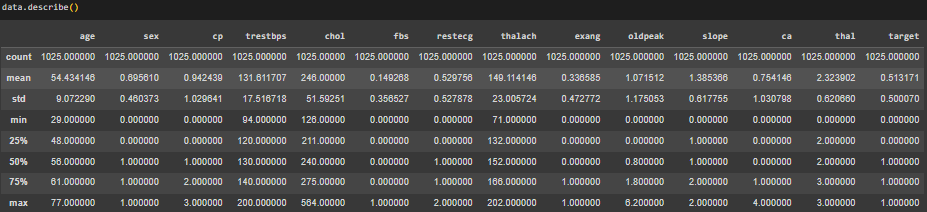 data.describe()
age sex cp trestbps chol fbs restecg thalach exang oldpeak slope ca thal target
count 1025.000000 1025.000000 1025.000000 1025.000000 1025.00000 1025.000000 1025.000000 1025.000000 1025.000000 1025.000000 1025.000000 1025.000000 1025.000000 1025.000000
mean 54.434146 0.695610 0.942439 131.611707 246.00000 0.149268 0.529756 149.114146 0.336585 1.071512 1.385366 0.754146 2.323902 0.513171
std 9.072290 0.460373 1.029641 17.516718 51.59251 0.356527 0.527878 23.005724 0.472772 1.175053 0.617755 1.030798 0.620660 0.500070
min 29.000000 0.000000 0.000000 94.000000 126.00000 0.000000 0.000000 71.000000 0.000000 0.000000 0.000000 0.000000 0.000000 0.000000
25% 48.000000 0.000000 0.000000 120.000000 211.00000 0.000000 0.000000 132.000000 0.000000 0.000000 1.000000 0.000000 2.000000 0.000000
50% 56.000000 1.000000 1.000000 130.000000 240.00000 0.000000 1.000000 152.000000 0.000000 0.800000 1.000000 0.000000 2.000000 1.000000
75% 61.000000 1.000000 2.000000 140.000000 275.00000 0.000000 1.000000 166.000000 1.000000 1.800000 2.000000 1.000000 3.000000 1.000000
max 77.000000 1.000000 3.000000 200.000000 564.00000 1.000000 2.000000 202.000000 1.000000 6.200000 2.000000 4.000000 3.000000 1.000000